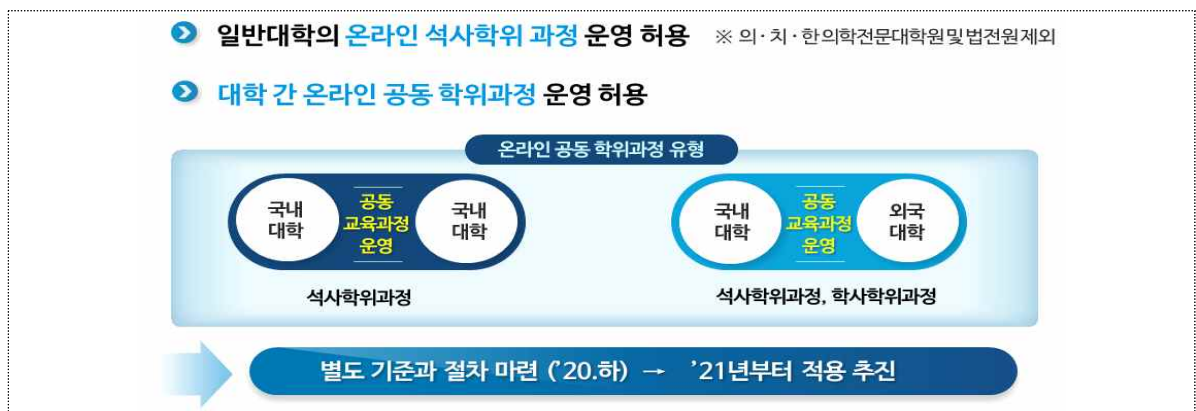 일반대학의 온라인 석사학위 과정 운영 허용 ※ 의·치·한의학전문대학원및법전원제외
대학 간 온라인 공동 학위과정 운영 허용
온라인 공동 학위과정 유형
국내
대학
공동
교육과정
운영
국내
대학
석사학위과정
국내
대학
공동
교육과정
운영
외국
대학
석사학위과정, 학사학위과정
별도 기준과 절차 마련 ('20.하) → '21년부터 적용 추진